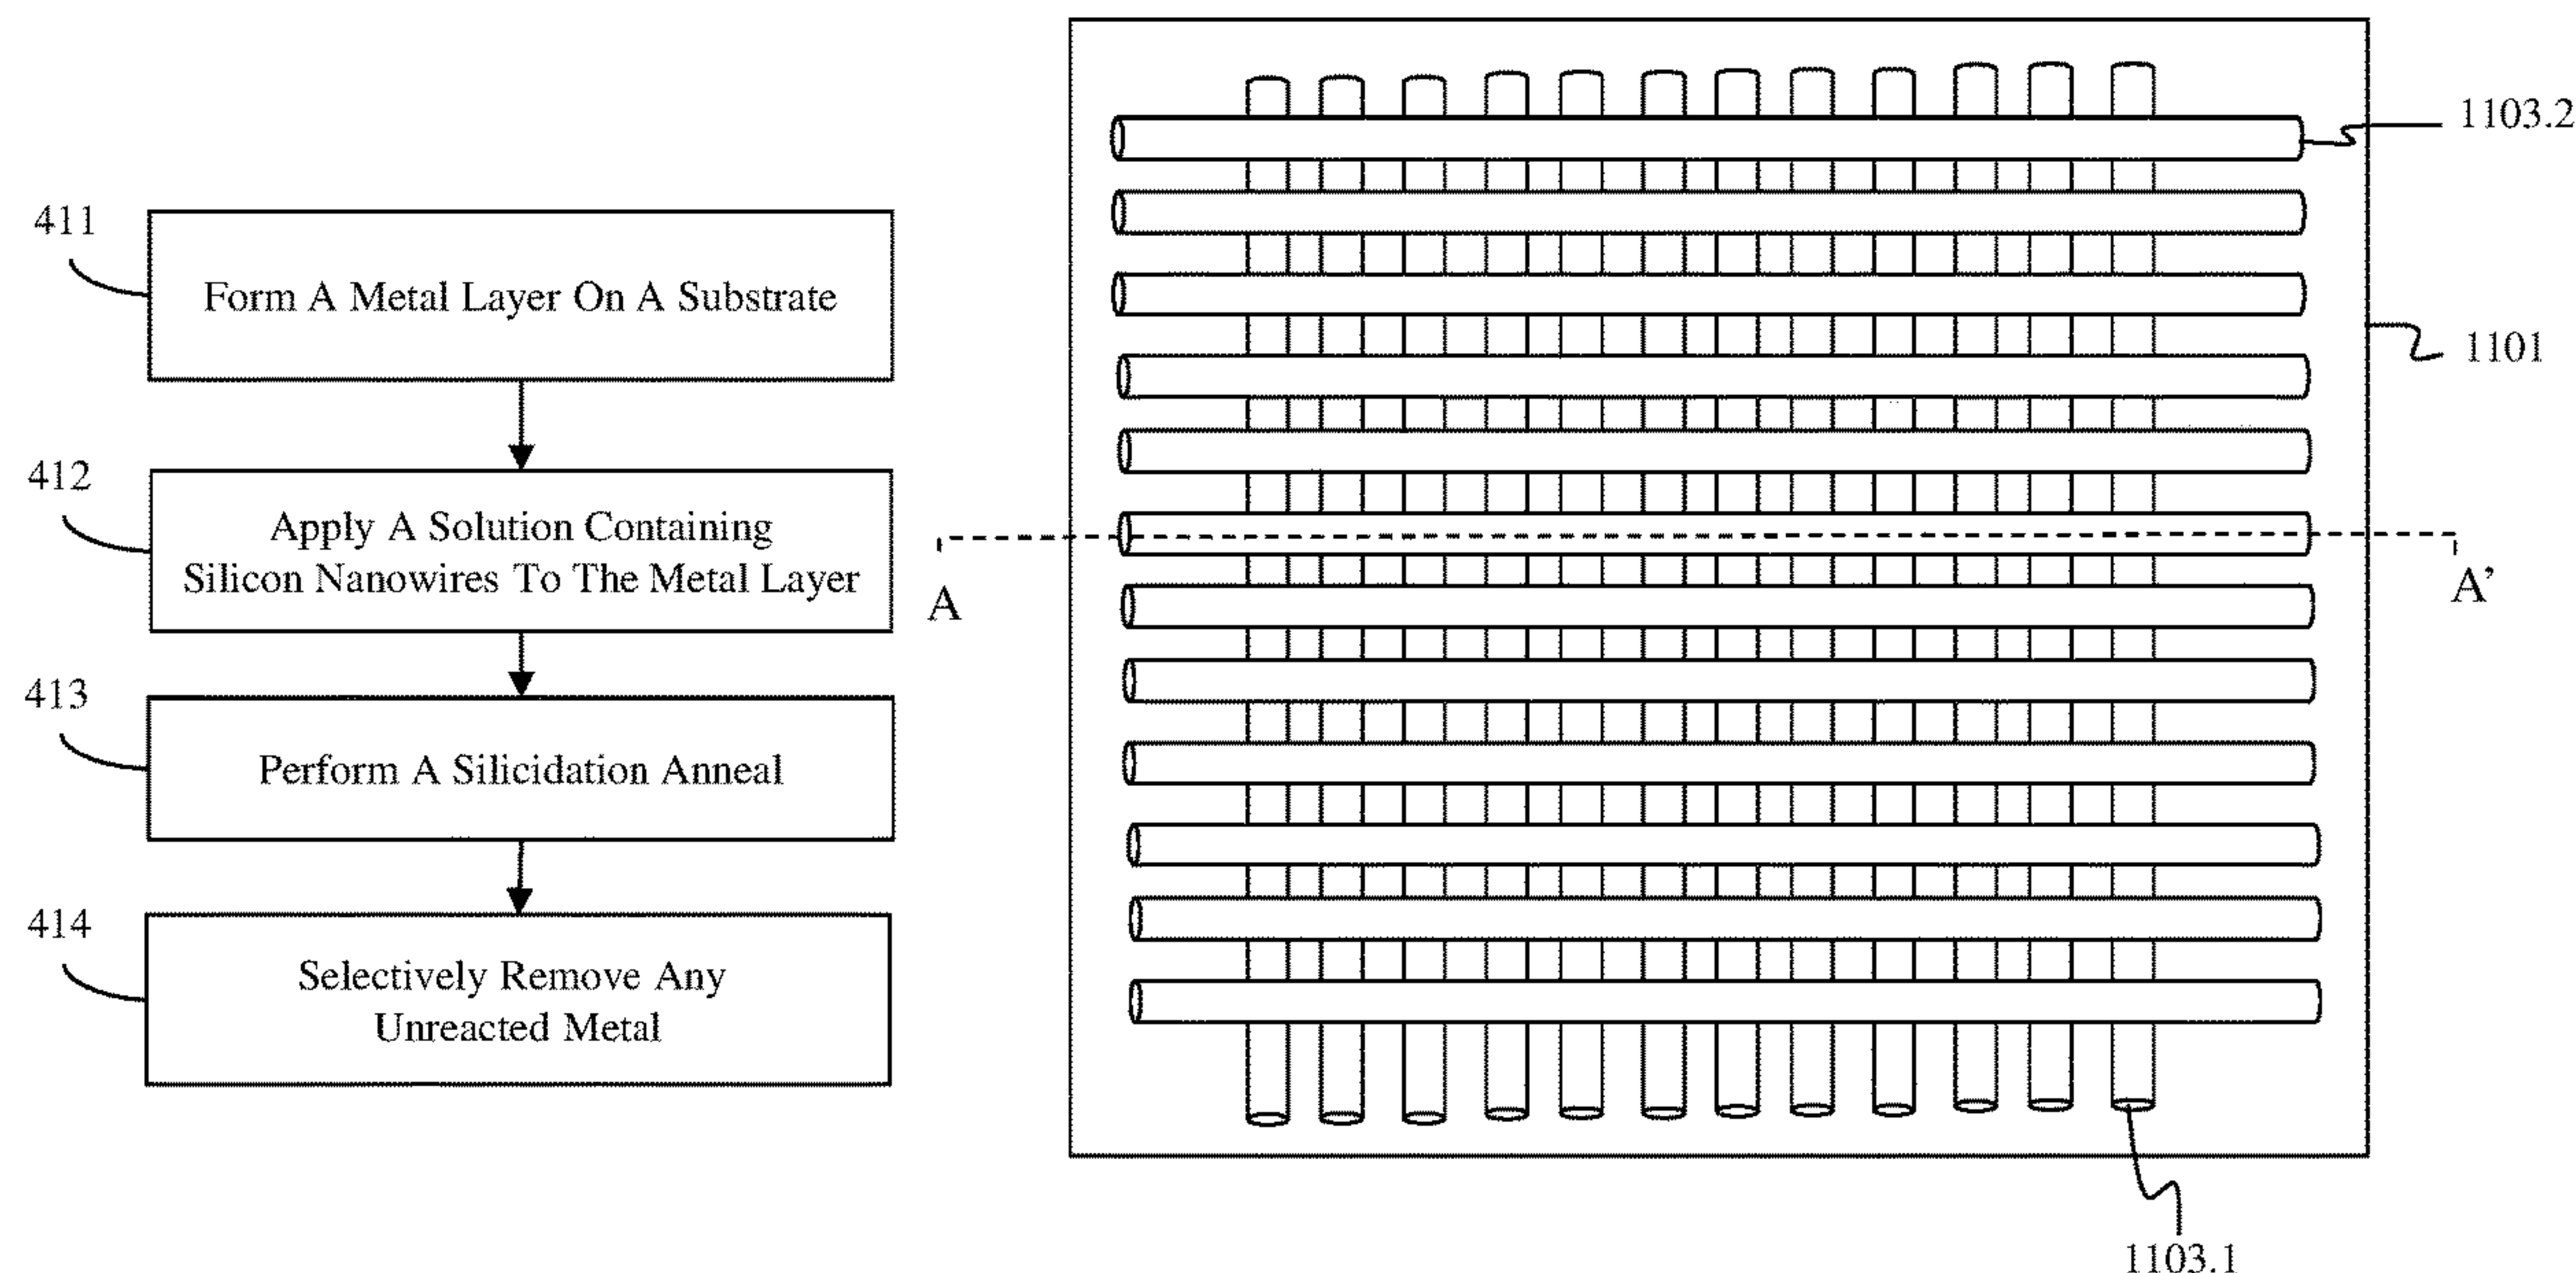 411
Form A Metal Layer On A Substrate
412
Apply A Solution Containing
Silicon Nanowires To The Metal Layer
413
Perform A Silicidation Anneal
414
Selectively Remove Any
Unreacted Metal
1103.2
1101
A
A’
1103.1